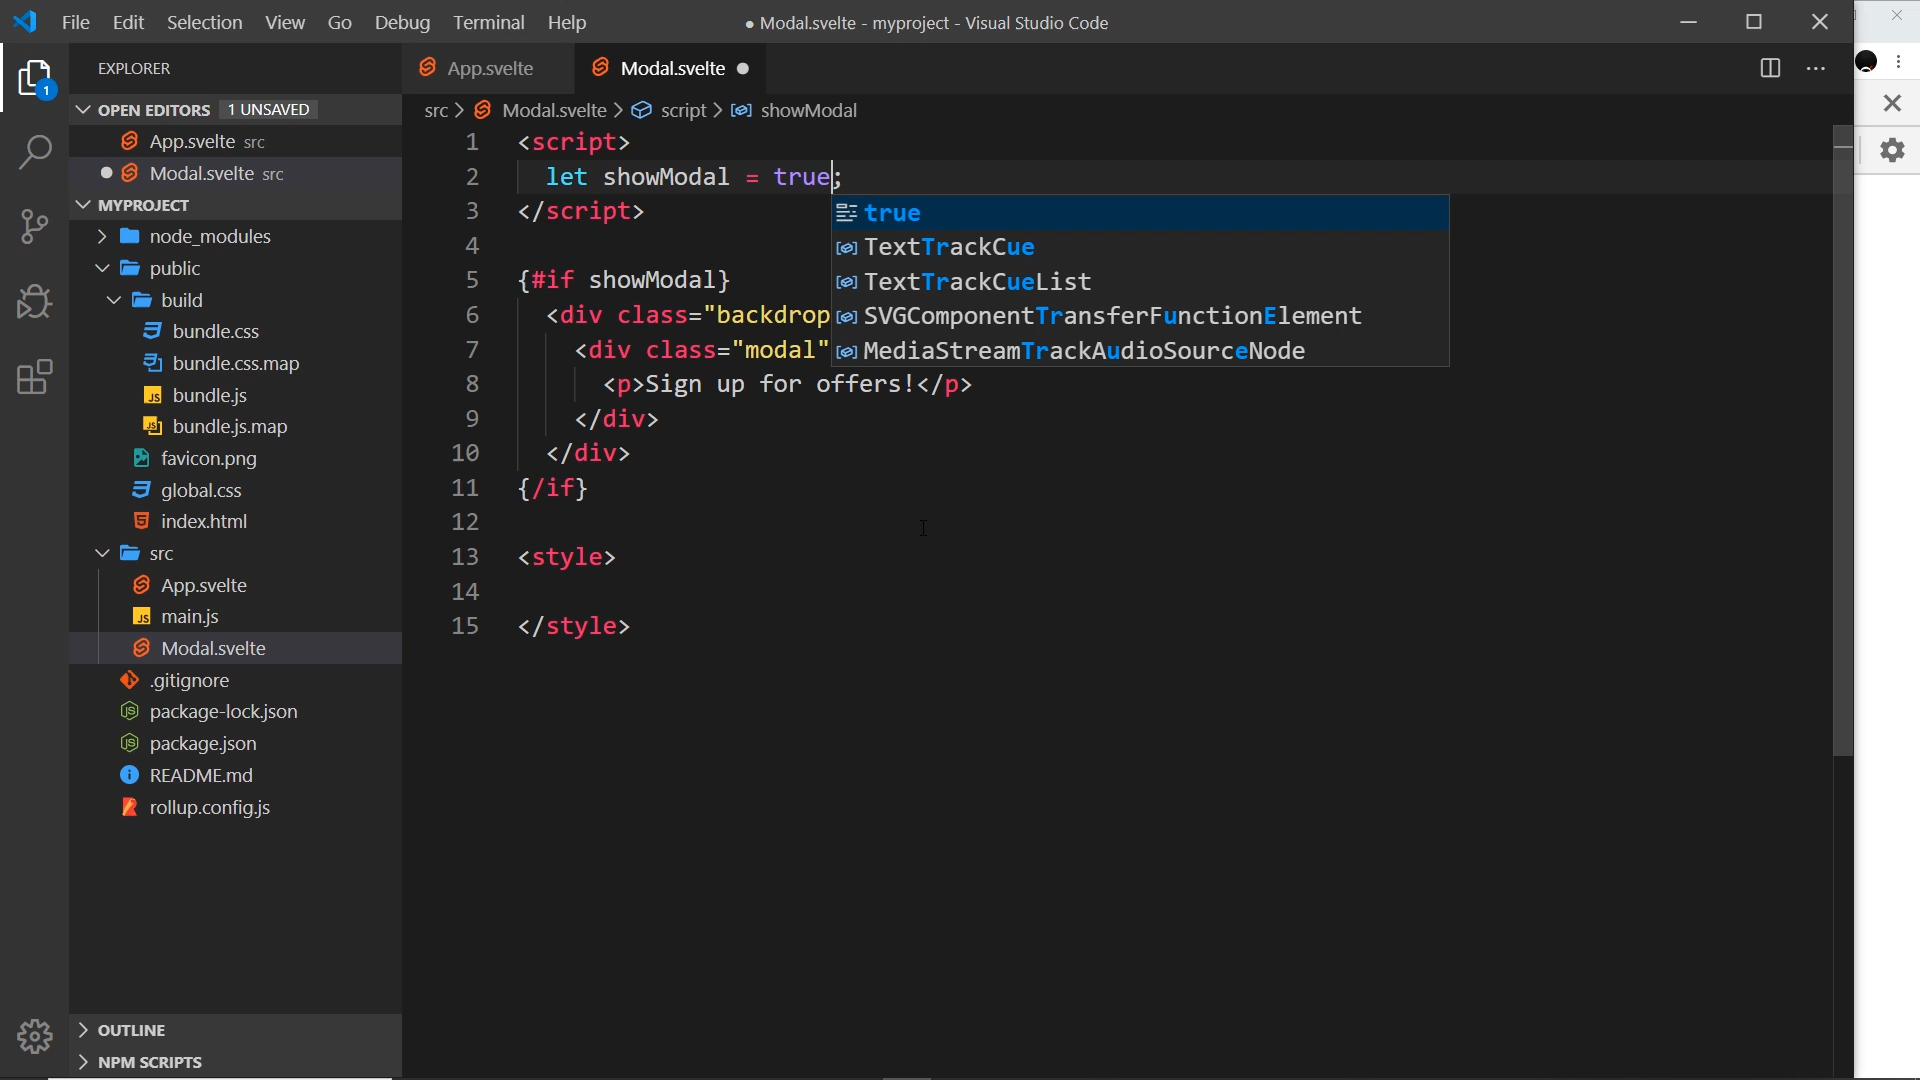 File Edit Selection View Go Debug Terminal Help
● Modal.svelte - myproject - Visual Studio Code
1
EXPLORER
OPEN EDITORS 1 UNSAVED
App.svelte src
Modal.svelte src
MYPROJECT
node_modules
public
build
bundle.css
bundle.css.map
bundle.js
bundle.js.map
favicon.png
global.css
index.html
src
App.svelte
main.js
Modal.svelte
.gitignore
package-lock.json
package.json
README.md
rollup.config.js
OUTLINE
NPM SCRIPTS
App.svelte
Modal.svelte
src > Modal.svelte > script > showModal
1 <script>
2 let showModal = true;
3 </script>
4
5 {#if showModal}
6 <div class="backdrop
7 <div class="modal"
8 <p>Sign up for offers!</p>
9 </div>
10 </div>
11 {/if}
12
13 <style>
14
15 </style>
true
TextTrackCue
TextTrackCueList
SVGComponentTransferFunctionElement
MediaStreamTrackAudioSourceNode